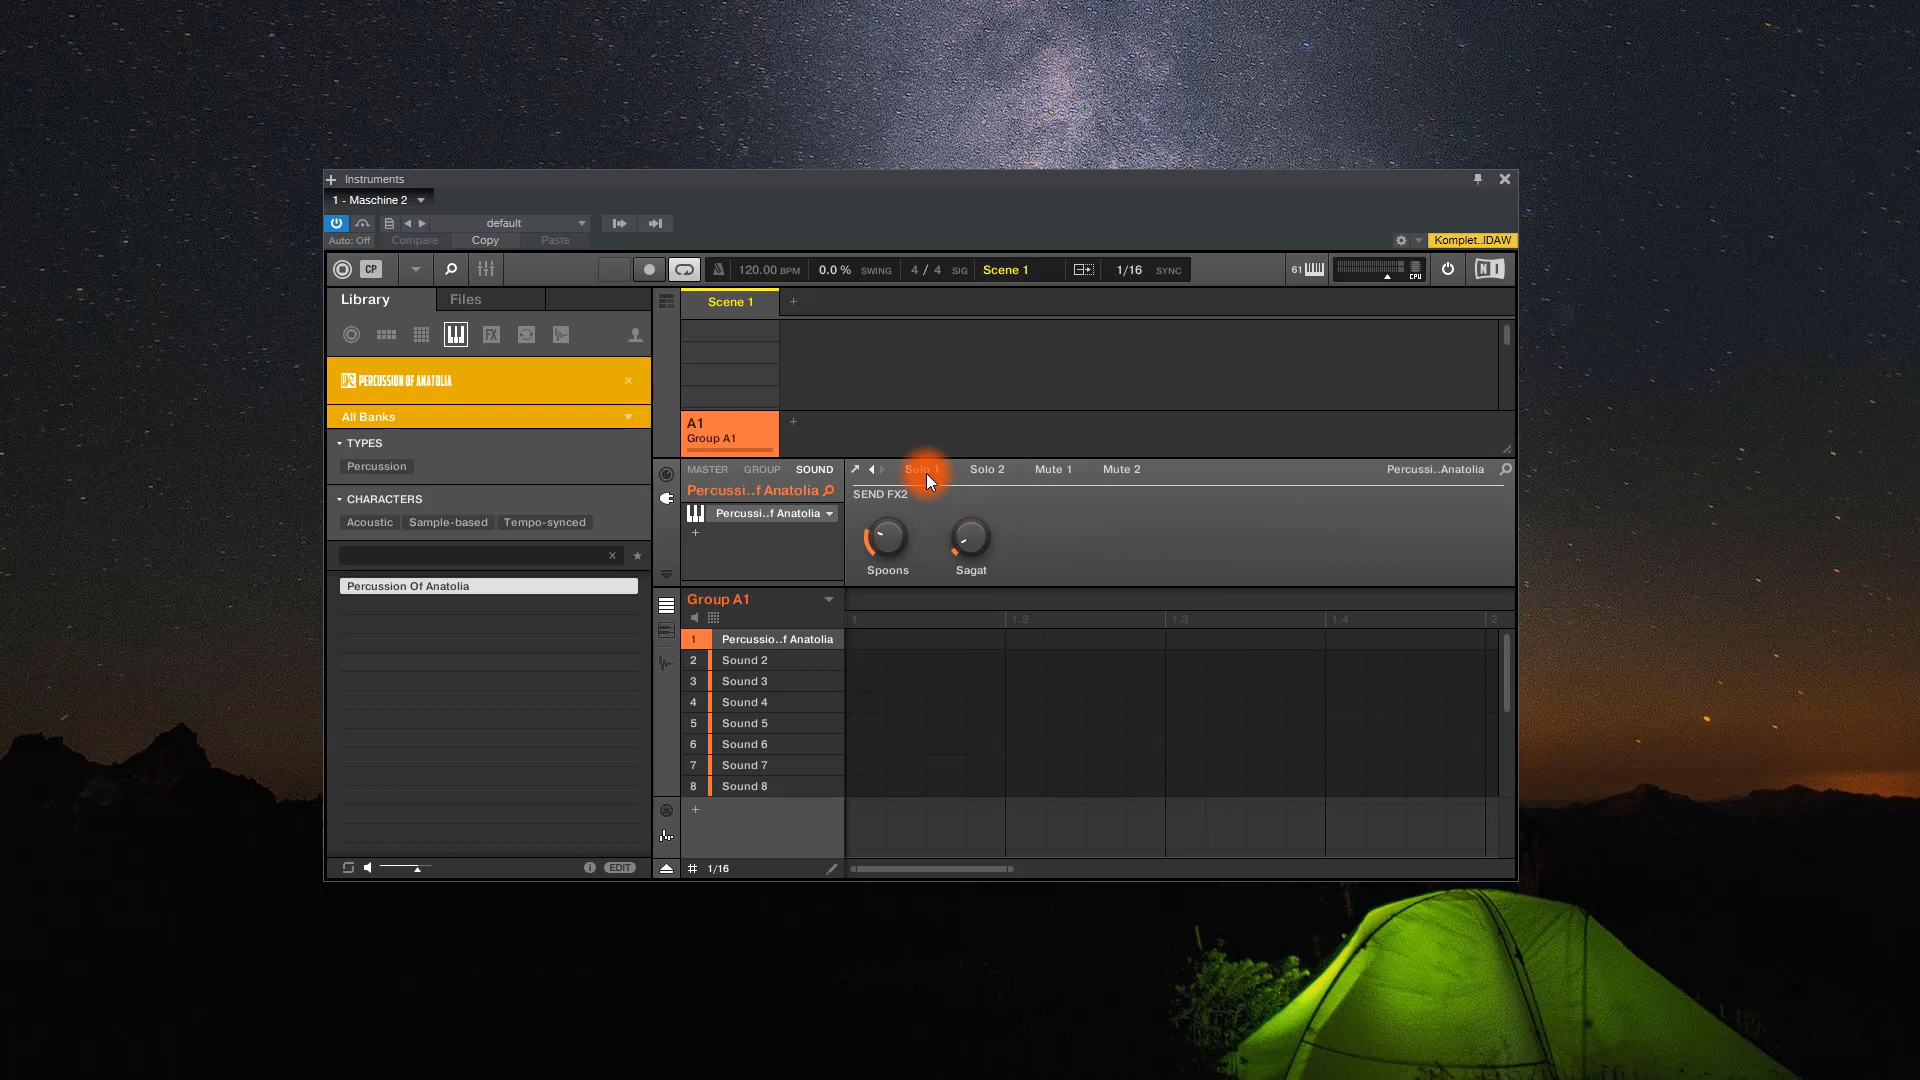 Instruments
1 - Maschine 2
default
Auto: Off Compare Copy Paste Komplet..IDAW
CP 120.00 BPM 0.0 % SWING 4 / 4 SIG Scene 1 1/16 SYNC 61 CPU NI
Library Files Scene 1
FX
PERCUSSION OF ANATOLIA
All Banks
A1
Group A1
TYPES
Percussion
MASTER GROUP SOUND Solo 1 Solo 2 Mute 1 Mute 2 Percussi..Anatolia
Percussi..f Anatolia
SEND FX2
CHARACTERS
Percussi..f Anatolia
Acoustic Sample-based Tempo-synced
Spoons Sagat
Percussion Of Anatolia
Group A1
1 1.2 1.3 1.4 2
1 Percussio..f Anatolia
2 Sound 2
3 Sound 3
4 Sound 4
5 Sound 5
6 Sound 6
7 Sound 7
8 Sound 8
EDIT
1/16